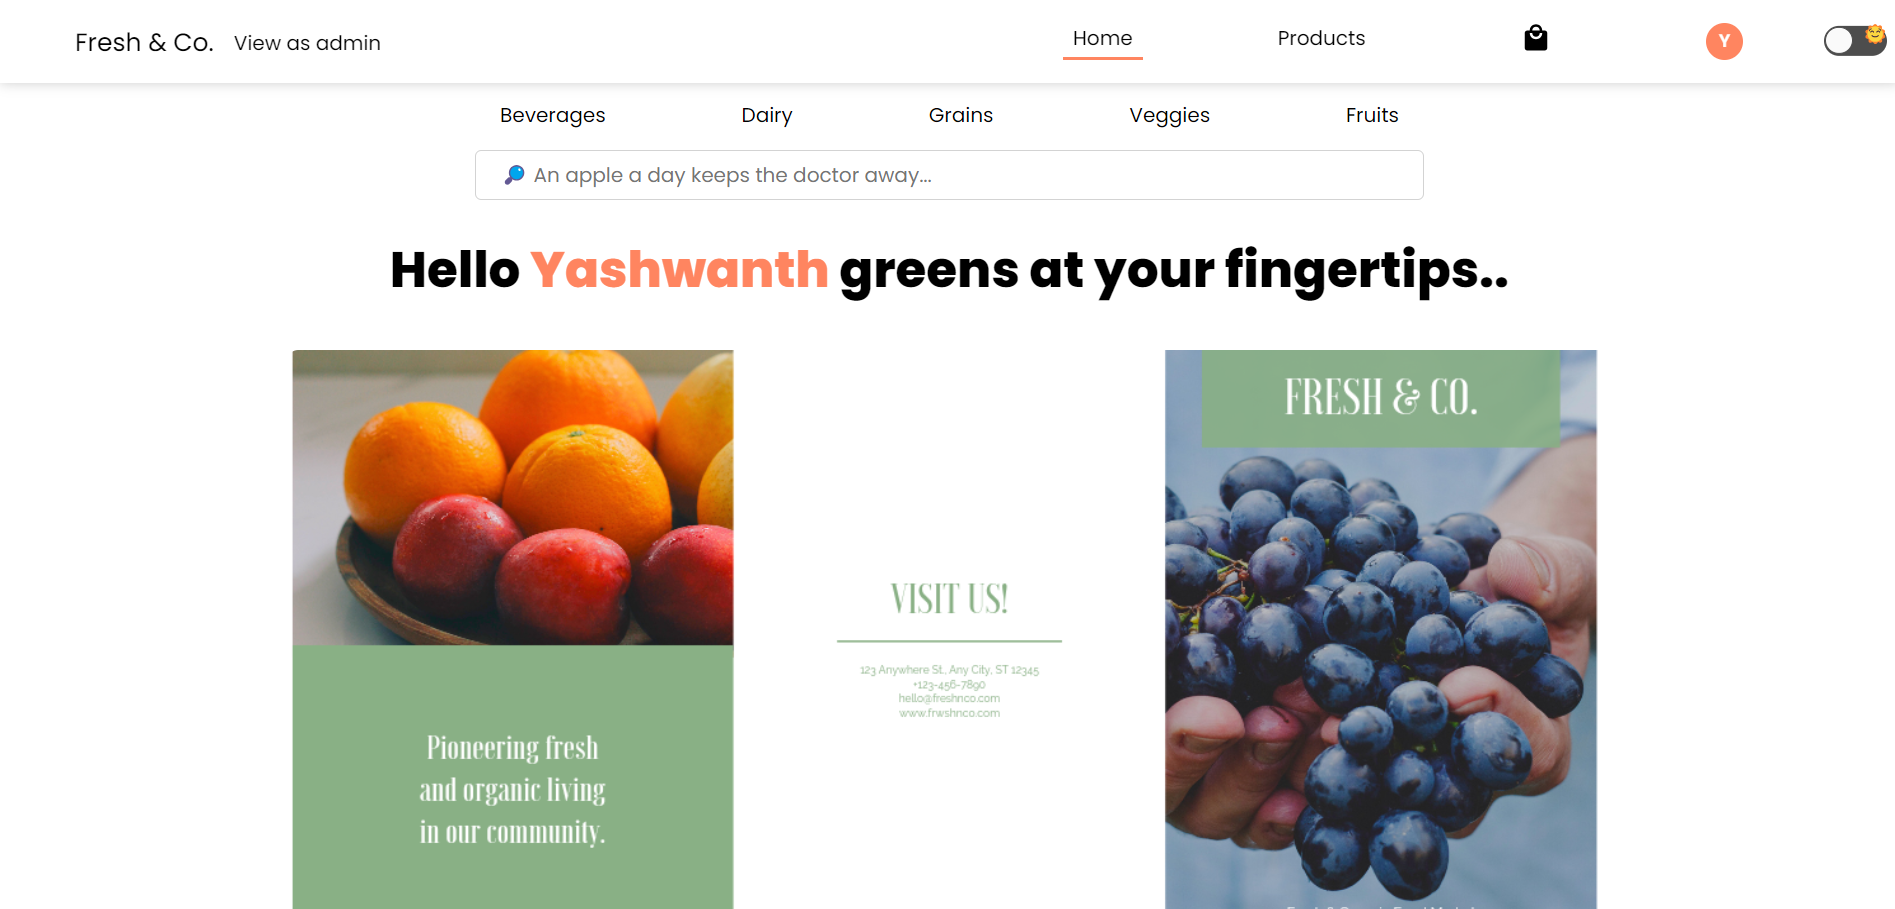 Fresh & Co. View as admin Home Products Y
Beverages Dairy Grains Veggies Fruits
An apple a day keeps the doctor away...
Hello Yashwanth greens at your fingertips..
FRESH & CO.
VISIT US!
123 Anywhere St., Any City, ST 12345
+123-456-7890
hello@freshnco.com
www.frwshnco.com
Pioneering fresh
and organic living
in our community.